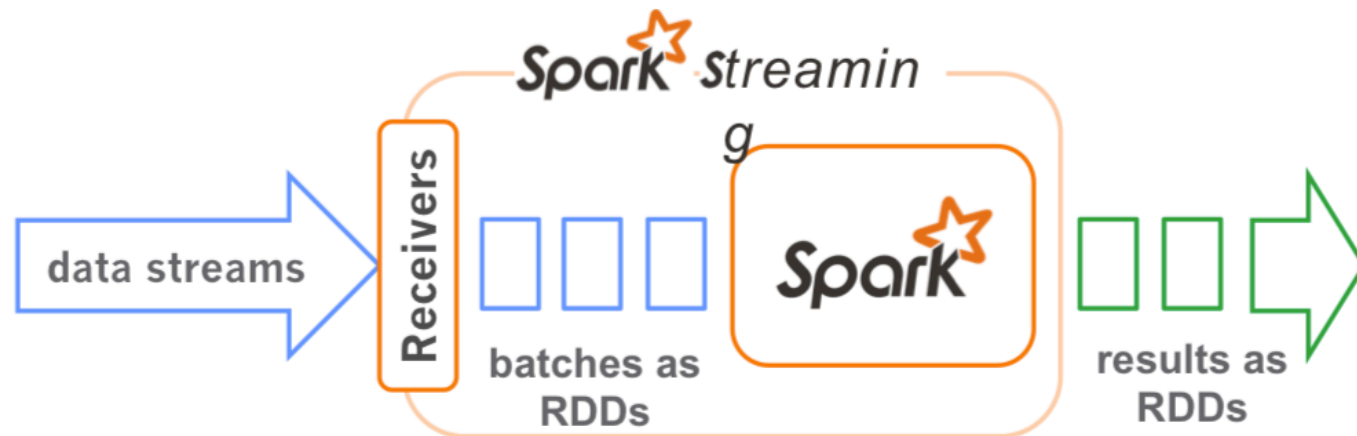 Spark Streamin
g
data streams
Receivers
batches as
RDDs
Spark
results as
RDDs